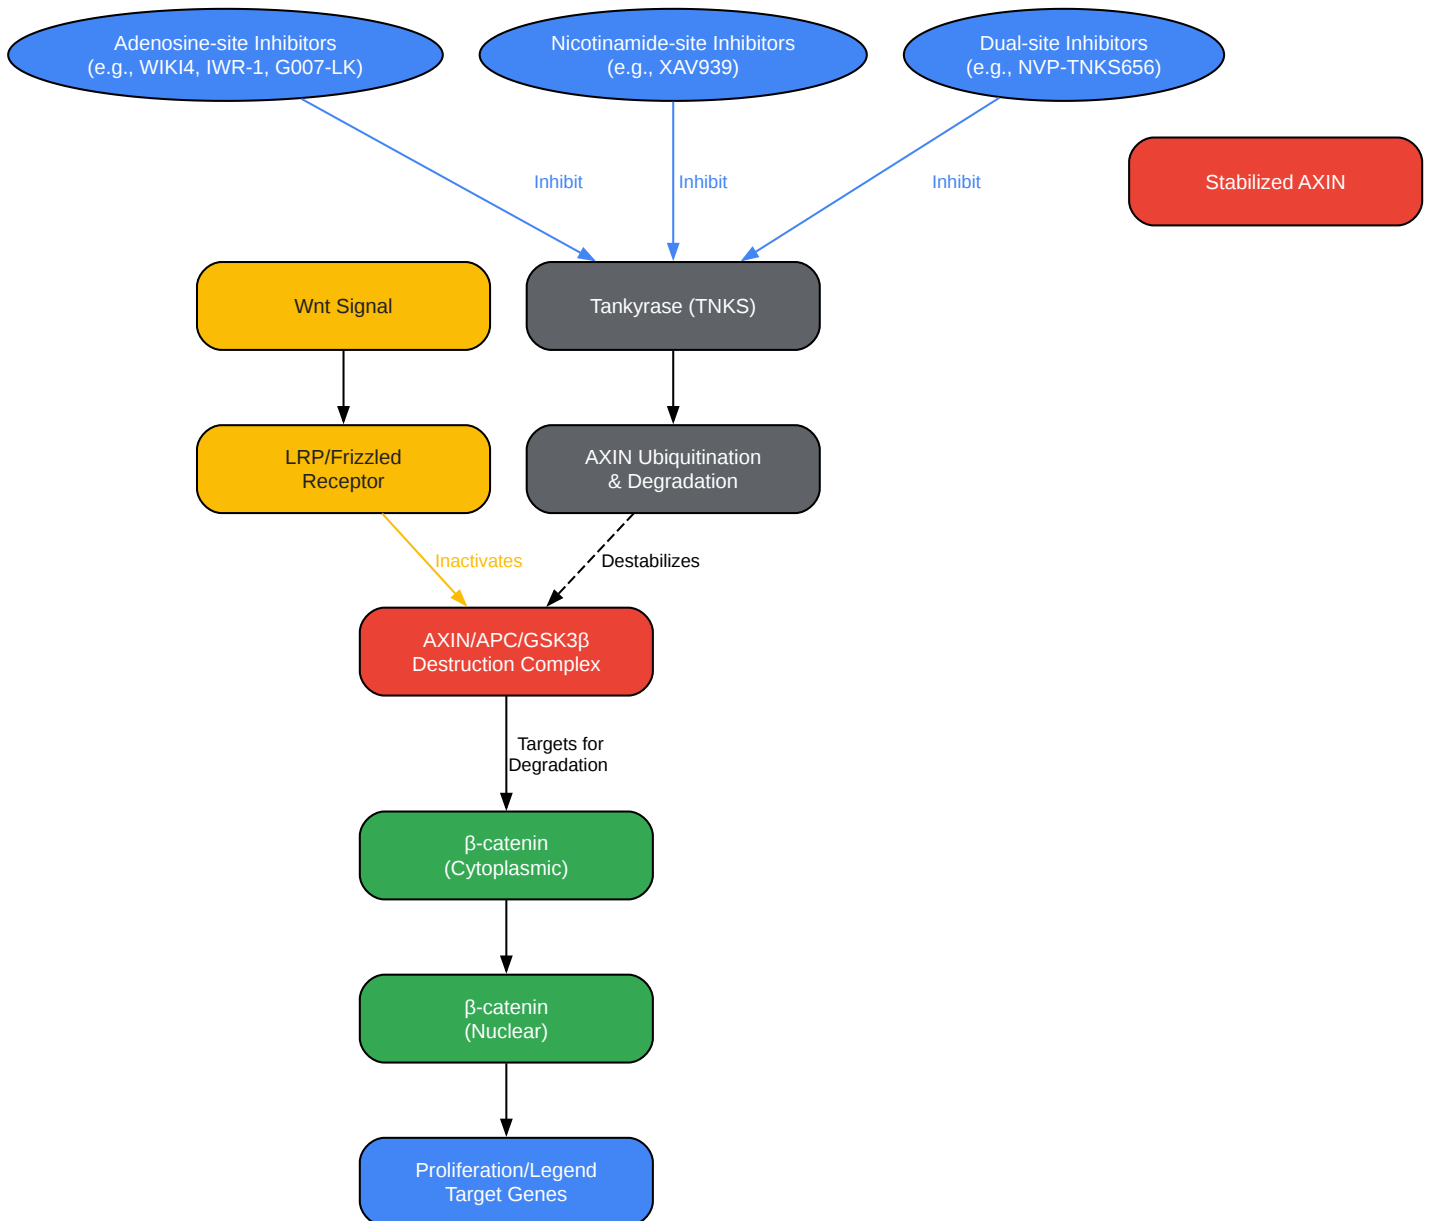 Adenosine-site Inhibitors
(e.g., WIKI4, IWR-1, G007-LK)
Nicotinamide-site Inhibitors
(e.g., XAV939)
Dual-site Inhibitors
(e.g., NVP-TNKS656)
Inhibit
Inhibit
Inhibit
Stabilized AXIN
Wnt Signal
Tankyrase (TNKS)
LRP/Frizzled
Receptor
AXIN Ubiquitination
& Degradation
Inactivates
Destabilizes
AXIN/APC/GSK3β
Destruction Complex
Targets for
Degradation
β-catenin
(Cytoplasmic)
β-catenin
(Nuclear)
Proliferation/Legend
Target Genes